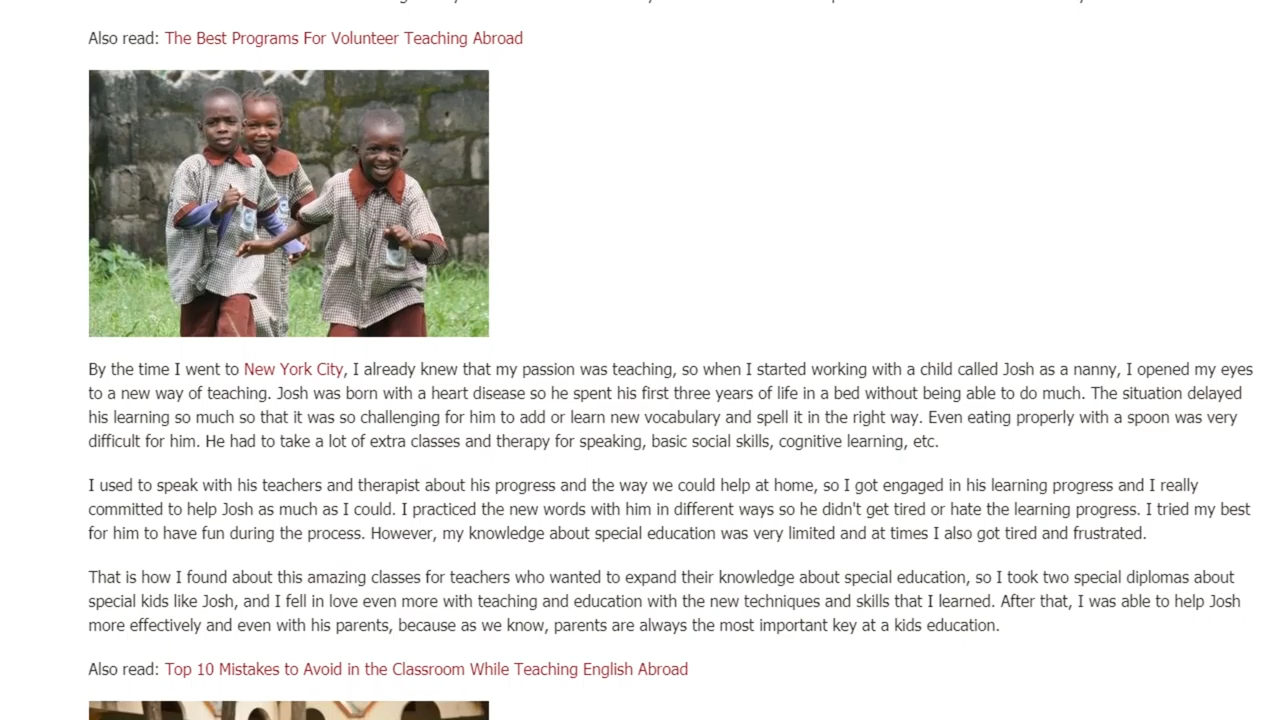 Also read: The Best Programs For Volunteer Teaching Abroad
By the time I went to New York City, I already knew that my passion was teaching, so when I started working with a child called Josh as a nanny, I opened my eyes
to a new way of teaching. Josh was born with a heart disease so he spent his first three years of life in a bed without being able to do much. The situation delayed
his learning so much so that it was so challenging for him to add or learn new vocabulary and spell it in the right way. Even eating properly with a spoon was very
difficult for him. He had to take a lot of extra classes and therapy for speaking, basic social skills, cognitive learning, etc.
I used to speak with his teachers and therapist about his progress and the way we could help at home, so I got engaged in his learning progress and I really
committed to help Josh as much as I could. I practiced the new words with him in different ways so he didn't get tired or hate the learning progress. I tried my best
for him to have fun during the process. However, my knowledge about special education was very limited and at times I also got tired and frustrated.
That is how I found about this amazing classes for teachers who wanted to expand their knowledge about special education, so I took two special diplomas about
special kids like Josh, and I fell in love even more with teaching and education with the new techniques and skills that I learned. After that, I was able to help Josh
more effectively and even with his parents, because as we know, parents are always the most important key at a kids education.
Also read: Top 10 Mistakes to Avoid in the Classroom While Teaching English Abroad